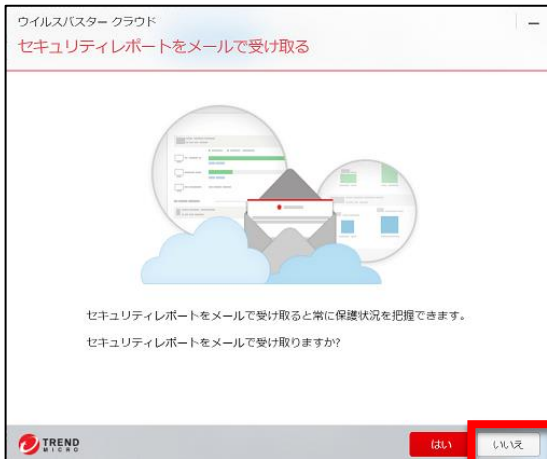 ウイルスバスター クラウド
セキュリティレポートをメールで受け取る
セキュリティレポートをメールで受け取ると常に保護状況を把握できます。
セキュリティレポートをメールで受け取りますか?
TREND
MICRO
はい
いいえ